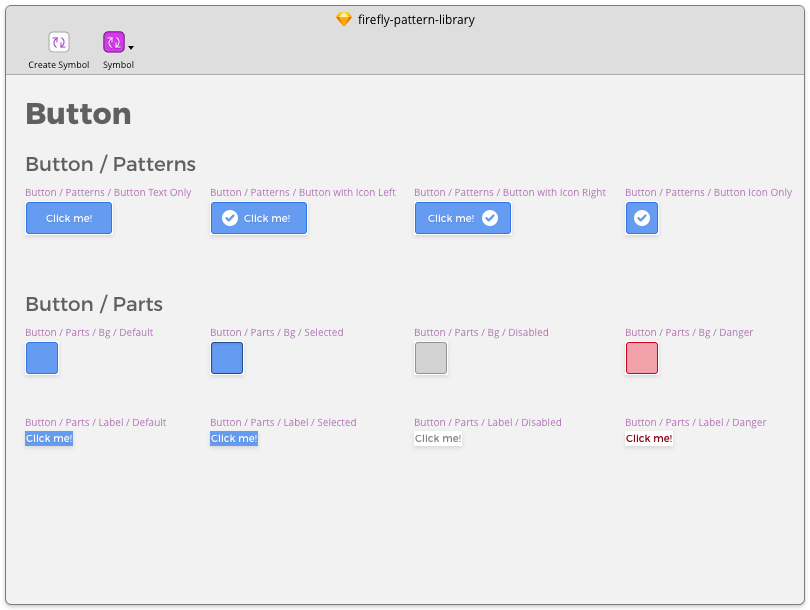 firefly-pattern-library
Create Symbol
Symbol
Button
Button / Patterns
Button / Patterns / Button Text Only
Button / Patterns / Button with Icon Left
Button / Patterns / Button with Icon Right
Button / Patterns / Button Icon Only
Click me!
Click me!
Click me!
Button / Parts
Button / Parts / Bg / Default
Button / Parts / Bg / Selected
Button / Parts / Bg / Disabled
Button / Parts / Bg / Danger
Button / Parts / Label / Default
Button / Parts / Label / Selected
Button / Parts / Label / Disabled
Button / Parts / Label / Danger
Click me!
Click me!
Click me!
Click me!